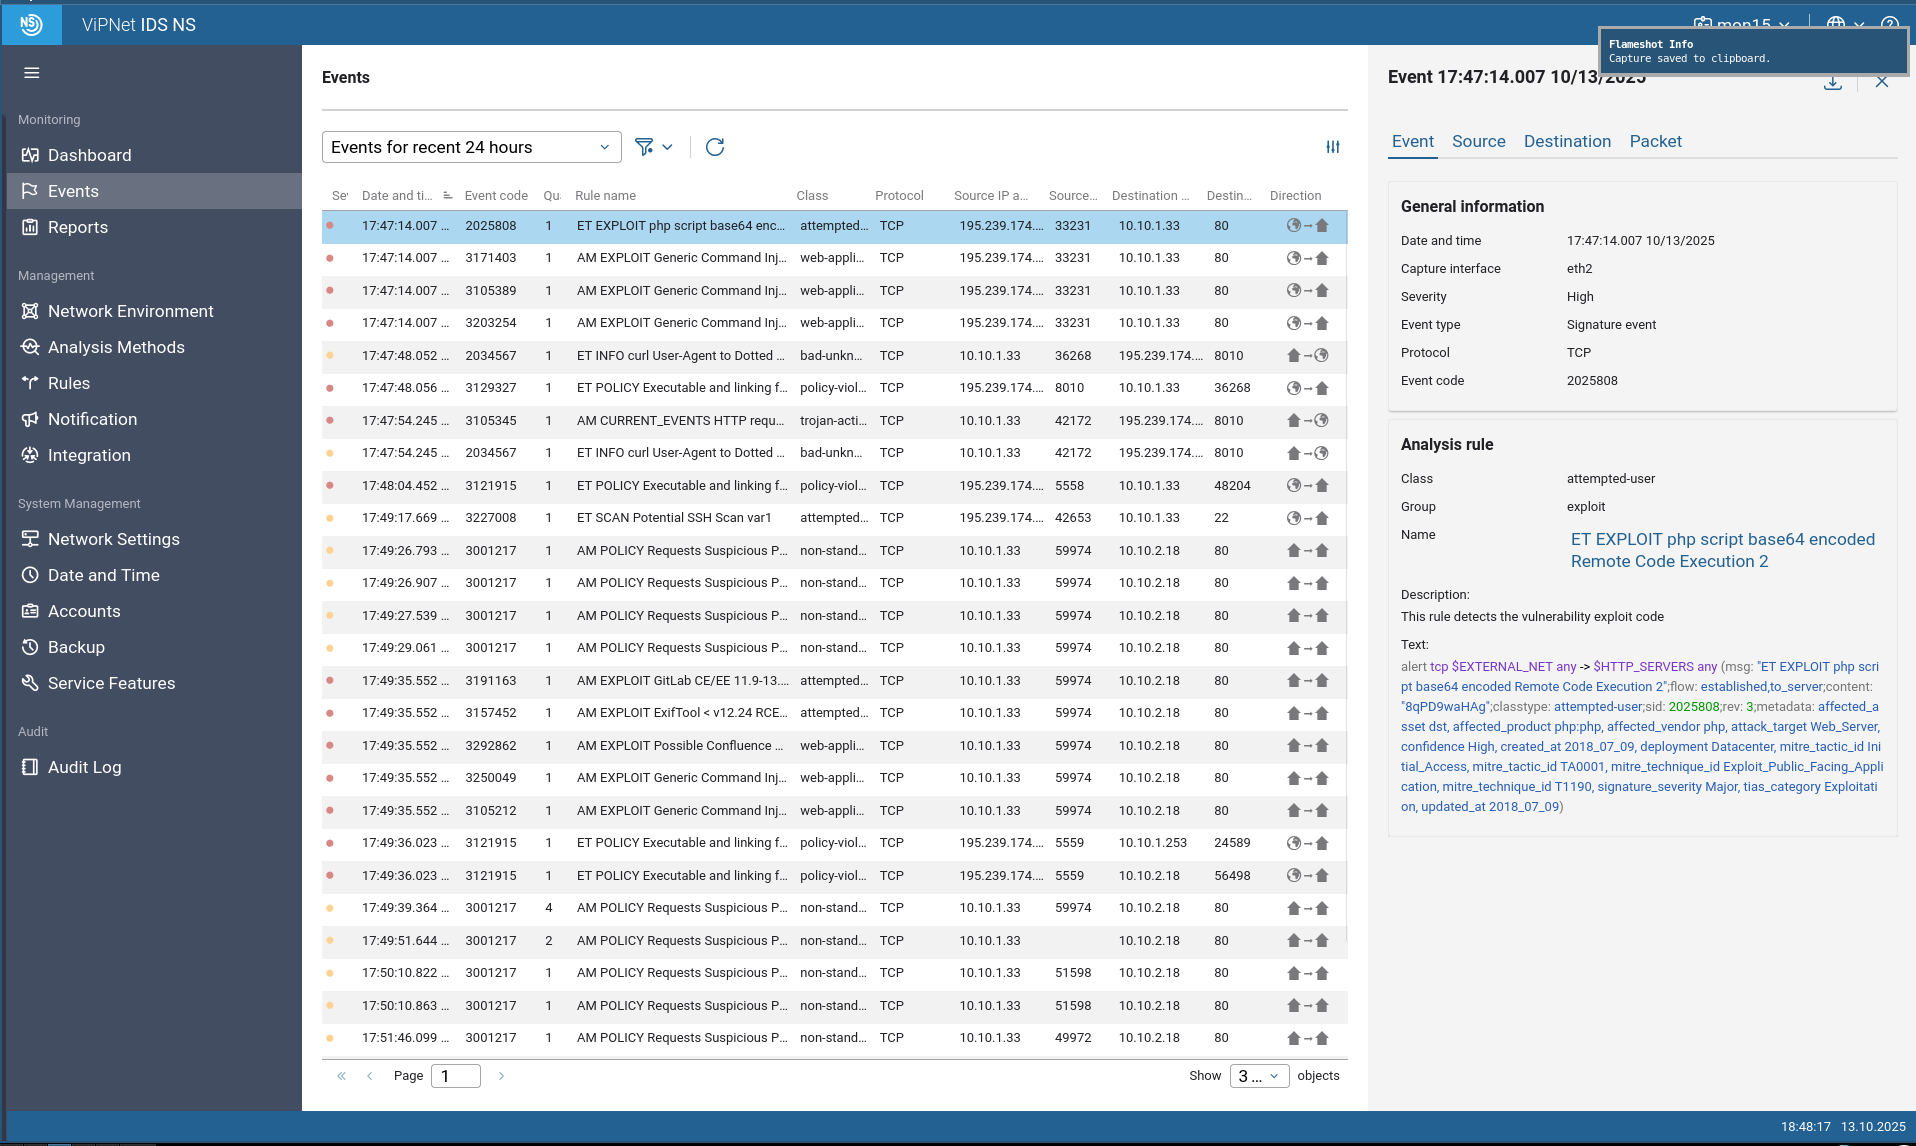 NS
ViPNet IDS NS
mon15
Flameshot Info
Capture saved to clipboard.
Monitoring
Dashboard
Events
Reports
Management
Network Environment
Analysis Methods
Rules
Notification
Integration
System Management
Network Settings
Date and Time
Accounts
Backup
Service Features
Audit
Audit Log
Events
Events for recent 24 hours
Se Date and ti... Event code Qu Rule name Class Protocol Source IP a... Source... Destination ... Destin... Direction
17:47:14.007 ... 2025808 1 ET EXPLOIT php script base64 enc... attempted... TCP 195.239.174.... 33231 10.10.1.33 80
17:47:14.007 ... 3171403 1 AM EXPLOIT Generic Command Inj... web-appli... TCP 195.239.174.... 33231 10.10.1.33 80
17:47:14.007 ... 3105389 1 AM EXPLOIT Generic Command Inj... web-appli... TCP 195.239.174.... 33231 10.10.1.33 80
17:47:14.007 ... 3203254 1 AM EXPLOIT Generic Command Inj... web-appli... TCP 195.239.174.... 33231 10.10.1.33 80
17:47:48.052 ... 2034567 1 ET INFO curl User-Agent to Dotted ... bad-unkn... TCP 10.10.1.33 36268 195.239.174.... 8010
17:47:48.056 ... 3129327 1 ET POLICY Executable and linking f... policy-viol... TCP 195.239.174.... 8010 10.10.1.33 36268
17:47:54.245 ... 3105345 1 AM CURRENT_EVENTS HTTP requ... trojan-acti... TCP 10.10.1.33 42172 195.239.174.... 8010
17:47:54.245 ... 2034567 1 ET INFO curl User-Agent to Dotted ... bad-unkn... TCP 10.10.1.33 42172 195.239.174.... 8010
17:48:04.452 ... 3121915 1 ET POLICY Executable and linking f... policy-viol... TCP 195.239.174.... 5558 10.10.1.33 48204
17:49:17.669 ... 3227008 1 ET SCAN Potential SSH Scan var1 attempted... TCP 195.239.174.... 42653 10.10.1.33 22
17:49:26.793 ... 3001217 1 AM POLICY Requests Suspicious P... non-stand... TCP 10.10.1.33 59974 10.10.2.18 80
17:49:26.907 ... 3001217 1 AM POLICY Requests Suspicious P... non-stand... TCP 10.10.1.33 59974 10.10.2.18 80
17:49:27.539 ... 3001217 1 AM POLICY Requests Suspicious P... non-stand... TCP 10.10.1.33 59974 10.10.2.18 80
17:49:29.061 ... 3001217 1 AM POLICY Requests Suspicious P... non-stand... TCP 10.10.1.33 59974 10.10.2.18 80
17:49:35.552 ... 3191163 1 AM EXPLOIT GitLab CE/EE 11.9-13.... attempted... TCP 10.10.1.33 59974 10.10.2.18 80
17:49:35.552 ... 3157452 1 AM EXPLOIT ExifTool < v12.24 RCE... attempted... TCP 10.10.1.33 59974 10.10.2.18 80
17:49:35.552 ... 3292862 1 AM EXPLOIT Possible Confluence ... web-appli... TCP 10.10.1.33 59974 10.10.2.18 80
17:49:35.552 ... 3250049 1 AM EXPLOIT Generic Command Inj... web-appli... TCP 10.10.1.33 59974 10.10.2.18 80
17:49:35.552 ... 3105212 1 AM EXPLOIT Generic Command Inj... web-appli... TCP 10.10.1.33 59974 10.10.2.18 80
17:49:36.023 ... 3121915 1 ET POLICY Executable and linking f... policy-viol... TCP 195.239.174.... 5559 10.10.1.253 24589
17:49:36.023 ... 3121915 1 ET POLICY Executable and linking f... policy-viol... TCP 195.239.174.... 5559 10.10.2.18 56498
17:49:39.364 ... 3001217 4 AM POLICY Requests Suspicious P... non-stand... TCP 10.10.1.33 59974 10.10.2.18 80
17:49:51.644 ... 3001217 2 AM POLICY Requests Suspicious P... non-stand... TCP 10.10.1.33 10.10.2.18 80
17:50:10.822 ... 3001217 1 AM POLICY Requests Suspicious P... non-stand... TCP 10.10.1.33 51598 10.10.2.18 80
17:50:10.863 ... 3001217 1 AM POLICY Requests Suspicious P... non-stand... TCP 10.10.1.33 51598 10.10.2.18 80
17:51:46.099 ... 3001217 1 AM POLICY Requests Suspicious P... non-stand... TCP 10.10.1.33 49972 10.10.2.18 80
Page 1
Show 3 ... objects
Event 17:47:14.007 10/13/2025
Event Source Destination Packet
General information
Date and time 17:47:14.007 10/13/2025
Capture interface eth2
Severity High
Event type Signature event
Protocol TCP
Event code 2025808
Analysis rule
Class attempted-user
Group exploit
Name ET EXPLOIT php script base64 encoded
Remote Code Execution 2
Description:
This rule detects the vulnerability exploit code
Text:
alert tcp $EXTERNAL_NET any -> $HTTP_SERVERS any (msg: "ET EXPLOIT php scri
pt base64 encoded Remote Code Execution 2";flow: established,to_server;content:
"8qPD9waHAg";classtype: attempted-user;sid: 2025808;rev: 3;metadata: affected_a
sset dst, affected_product php:php, affected_vendor php, attack_target Web_Server,
confidence High, created_at 2018_07_09, deployment Datacenter, mitre_tactic_id Ini
tial_Access, mitre_tactic_id TA0001, mitre_technique_id Exploit_Public_Facing_Appli
cation, mitre_technique_id T1190, signature_severity Major, tias_category Exploitati
on, updated_at 2018_07_09)
18:48:17 13.10.2025